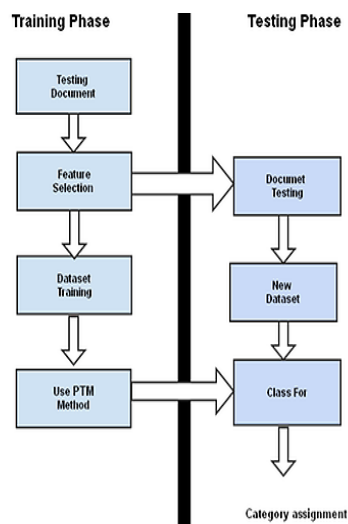 Training Phase
Testing Phase
Testing
Document
Feature
Selection
Documet
Testing
Dataset
Training
New
Dataset
Use PTM
Method
Class For
Category assignment